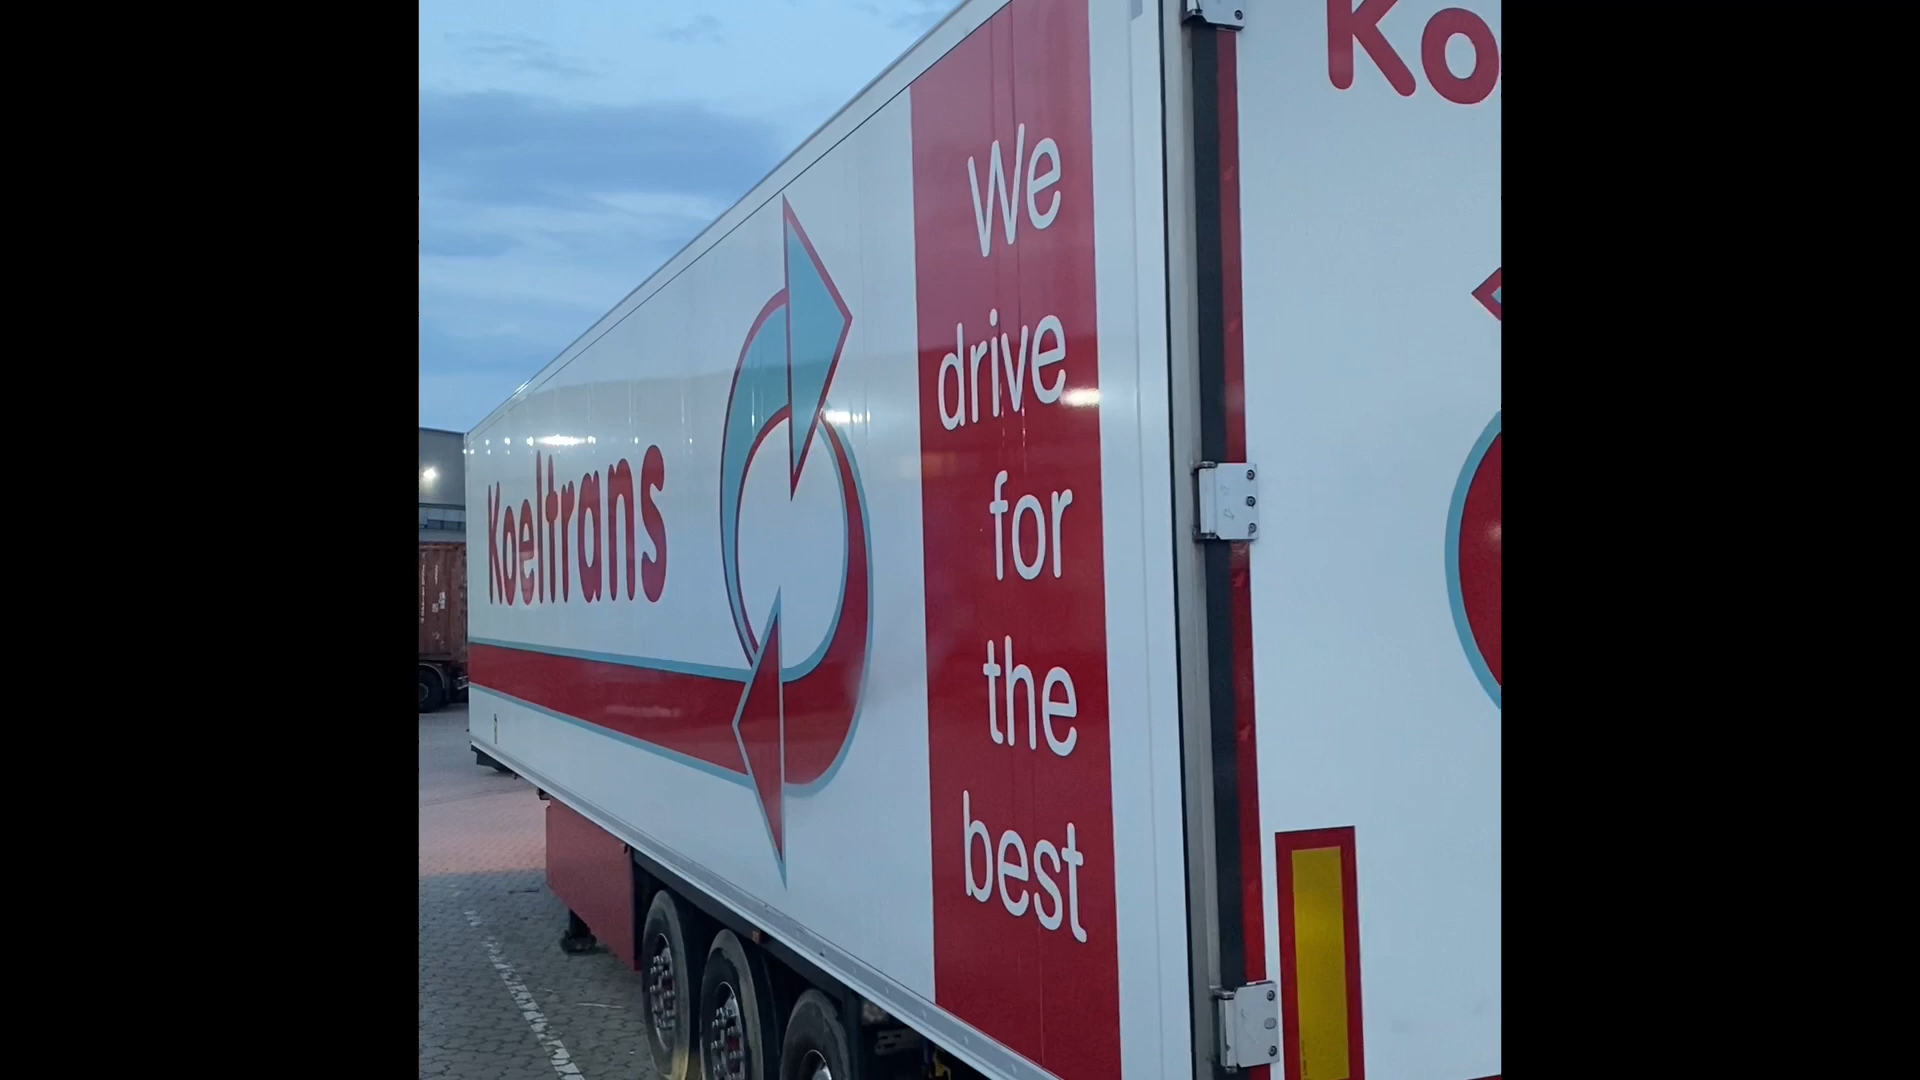 Koeltrans
We
drive
for
the
best
Ko